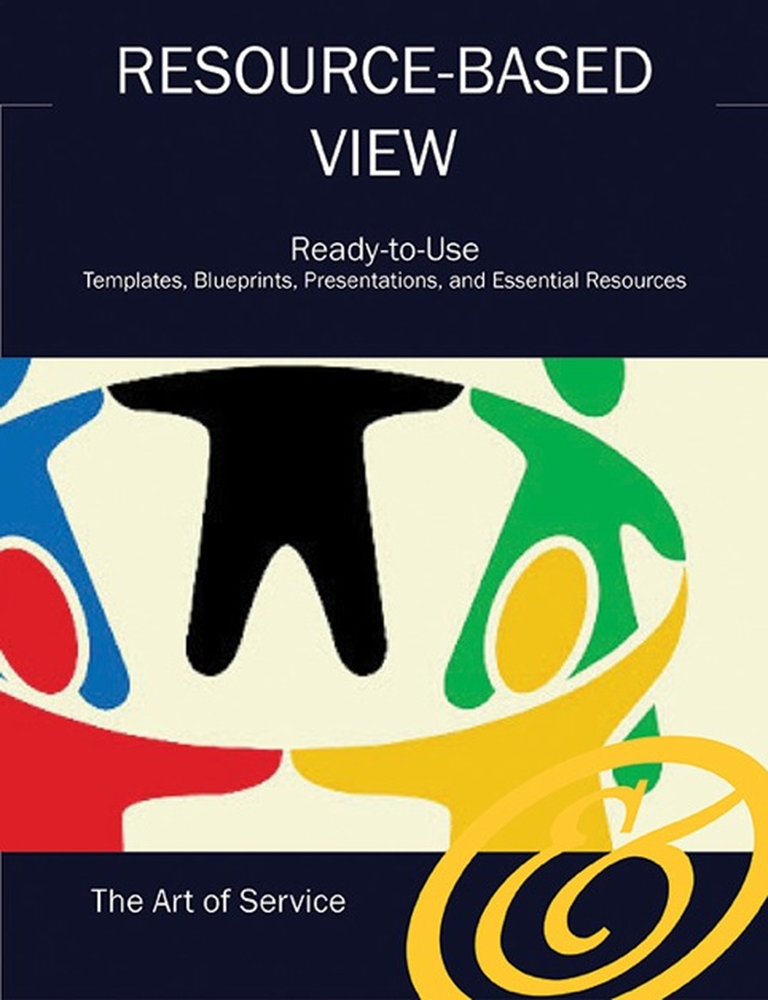 RESOURCE-BASED
VIEW
Ready-to-Use
Templates, Blueprints, Presentations, and Essential Resources
The Art of Service
&